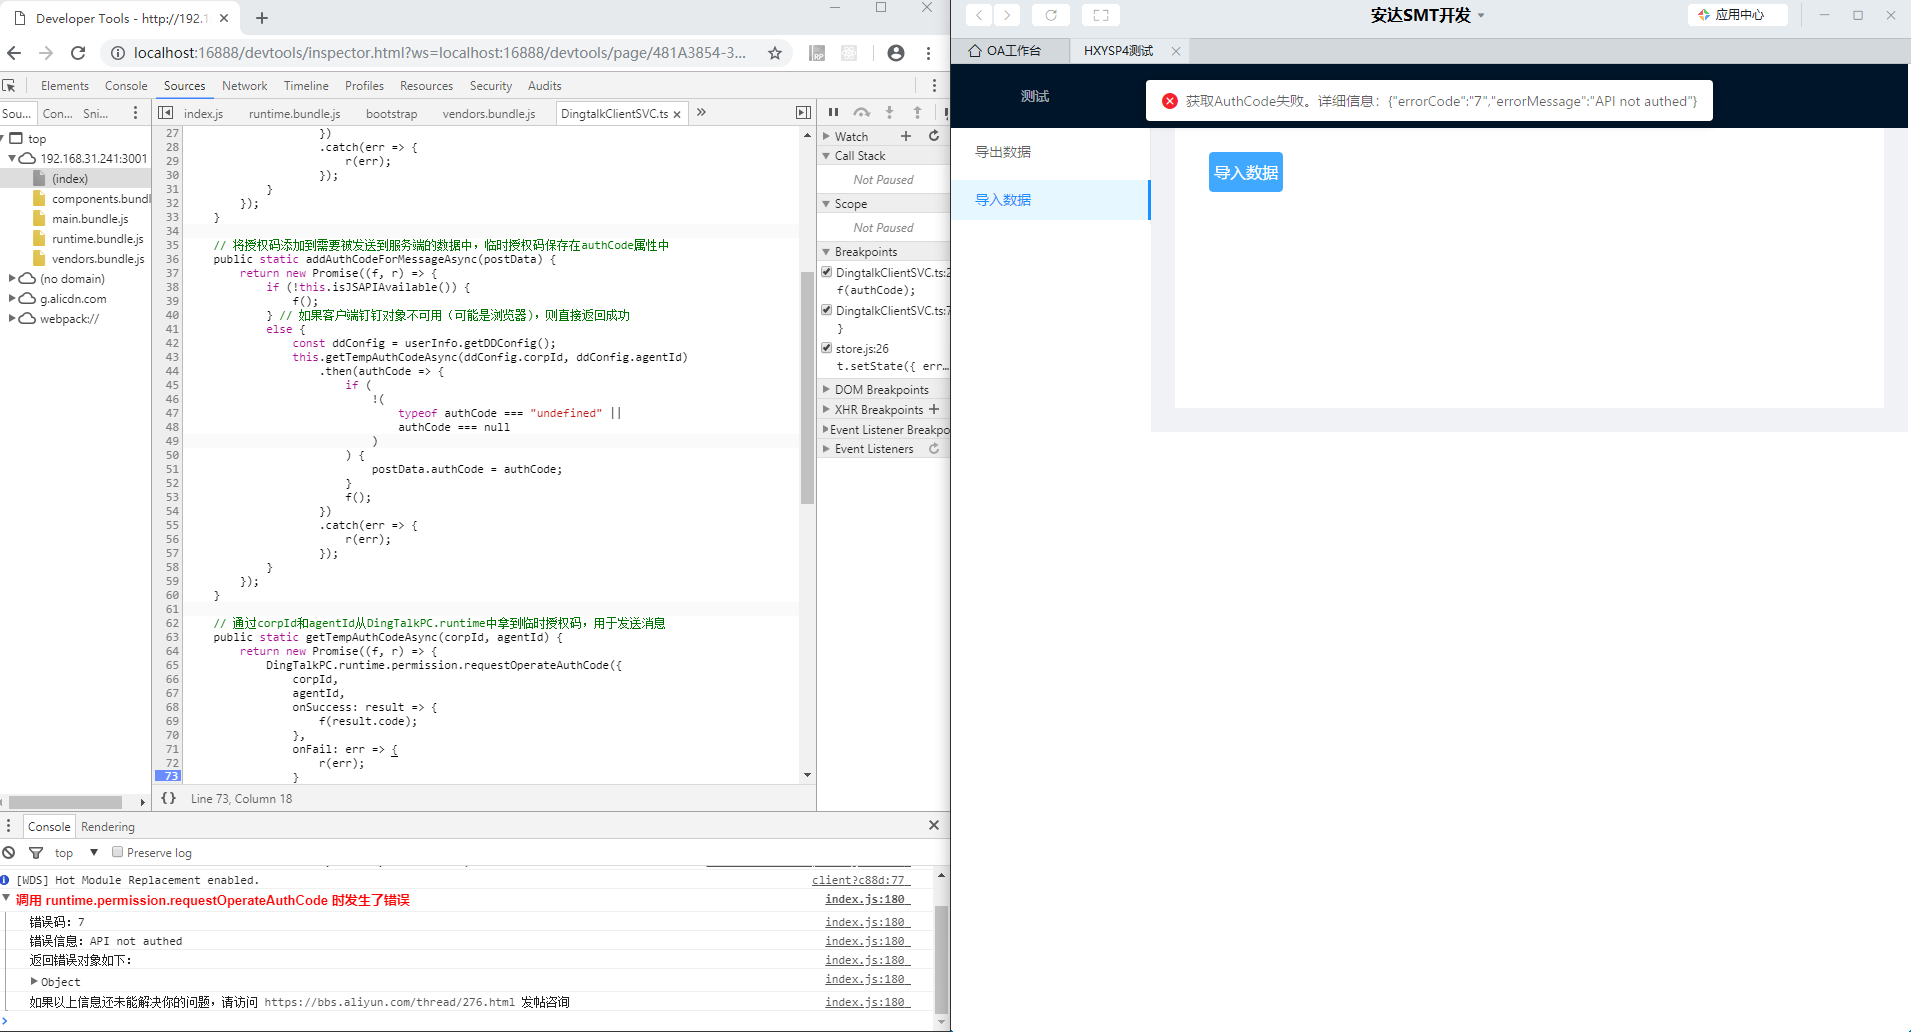 Developer Tools - http://192.1
localhost:16888/devtools/inspector.html?ws=localhost:16888/devtools/page/481A3854-3...
Elements Console Sources Network Timeline Profiles Resources Security Audits
Sou... Con... Sni...
index.js runtime.bundle.js bootstrap vendors.bundle.js DingtalkClientSVC.ts × »
top
192.168.31.241:3001
(index)
components.bundl
main.bundle.js
runtime.bundle.js
vendors.bundle.js
(no domain)
g.alicdn.com
webpack://
27 })
28 .catch(err => {
29 r(err);
30 });
31 }
32 });
33 }
34
35 // 将授权码添加到需要被发送到服务端的数据中，临时授权码保存在authCode属性中
36 public static addAuthCodeForMessageAsync(postData) {
37 return new Promise((f, r) => {
38 if (!this.isJSAPIAvailable()) {
39 f();
40 } // 如果客户端钉钉对象不可用（可能是浏览器），则直接返回成功
41 else {
42 const ddConfig = userInfo.getDDConfig();
43 this.getTempAuthCodeAsync(ddConfig.corpId, ddConfig.agentId)
44 .then(authCode => {
45 if (
46 !(
47 typeof authCode === "undefined" ||
48 authCode === null
49 )
50 ) {
51 postData.authCode = authCode;
52 }
53 f();
54 })
55 .catch(err => {
56 r(err);
57 });
58 }
59 });
60 }
61
62 // 通过corpId和agentId从DingTalkPC.runtime中拿到临时授权码，用于发送消息
63 public static getTempAuthCodeAsync(corpId, agentId) {
64 return new Promise((f, r) => {
65 DingTalkPC.runtime.permission.requestOperateAuthCode({
66 corpId,
67 agentId,
68 onSuccess: result => {
69 f(result.code);
70 },
71 onFail: err => {
72 r(err);
73 }
{} Line 73, Column 18
Watch
Call Stack
Not Paused
Scope
Not Paused
Breakpoints
DingtalkClientSVC.ts:2
f(authCode);
DingtalkClientSVC.ts:7
}
store.js:26
t.setState({ err...
DOM Breakpoints
XHR Breakpoints
Event Listener Breakpo
Event Listeners
Console Rendering
top Preserve log
[WDS] Hot Module Replacement enabled. client?c88d:77
调用 runtime.permission.requestOperateAuthCode 时发生了错误 index.js:180
错误码：7 index.js:180
错误信息：API not authed index.js:180
返回错误对象如下： index.js:180
Object index.js:180
如果以上信息还未能解决你的问题，请访问 https://bbs.aliyun.com/thread/276.html 发帖咨询 index.js:180
安达SMT开发
应用中心
OA工作台 HXYSP4测试
测试
获取AuthCode失败。详细信息：{"errorCode":"7","errorMessage":"API not authed"}
导出数据
导入数据
导入数据